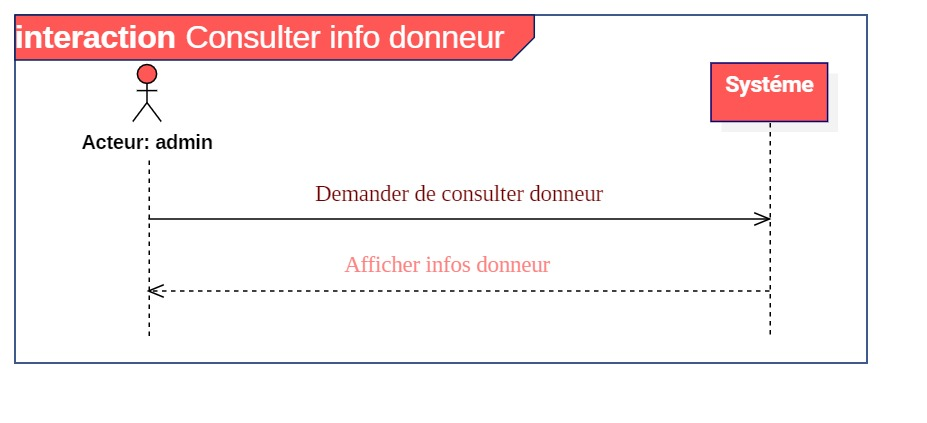 interaction Consulter info donneur
Systéme
Acteur: admin
Demander de consulter donneur
Afficher infos donneur